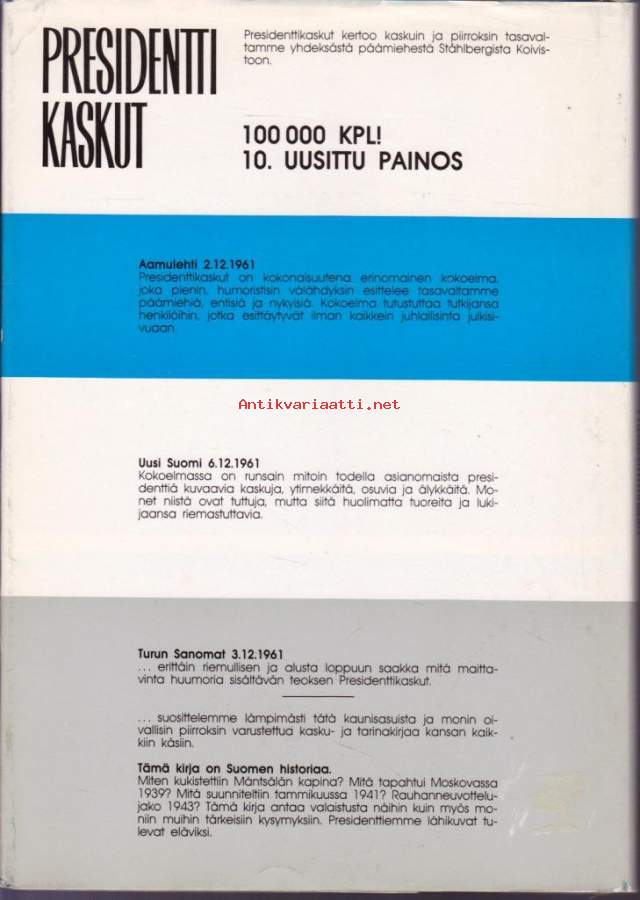 PRESIDENTTI
KASKUT
Presidenttikaskut kertoo kaskuin ja piirroksin tasaval-
tamme yhdeksästä päämiehestä Ståhlbergista Koivis-
toon.
100 000 KPL!
10. UUSITTU PAINOS
Aamulehti 2.12.1961
Presidenttikaskut on kokonaisuutena erinomainen kokoelma,
joka pienin, humoristisin välähdyksin esittelee tasavaltamme
päämiehiä, entisiä ja nykyisiä. Kokoelma tutustuttaa tutkijansa
henkilöihin, jotka esittäytyvät ilman kaikkein juhlallisinta julkisi-
vuaan.
Antikvariaatti.net
Uusi Suomi 6.12.1961
Kokoelmassa on runsain mitoin todella asianomaista presi-
denttiä kuvaavia kaskuja, ytimekkäitä, osuvia ja älykkäitä. Mo-
net niistä ovat tuttuja, mutta siitä huolimatta tuoreita ja luki-
jaansa riemastuttavia.
Turun Sanomat 3.12.1961
... erittäin riemullisen ja alusta loppuun saakka mitä maitta-
vinta huumoria sisältävän teoksen Presidenttikaskut.
... suosittelemme lämpimästi tätä kaunisasuista ja monin oi-
vallisin piirroksin varustettua kasku- ja tarinakirjaa kansan kaik-
kiin käsiin.
Tämä kirja on Suomen historiaa.
Miten kukistettiin Mäntsälän kapina? Mitä tapahtui Moskovassa
1939? Mitä suunniteltiin tammikuussa 1941? Rauhanneuvottelu-
jako 1943? Tämä kirja antaa valaistusta näihin kuin myös mo-
niin muihin tärkeisiin kysymyksiin. Presidenttiemme lähikuvat tu-
levat eläviksi.